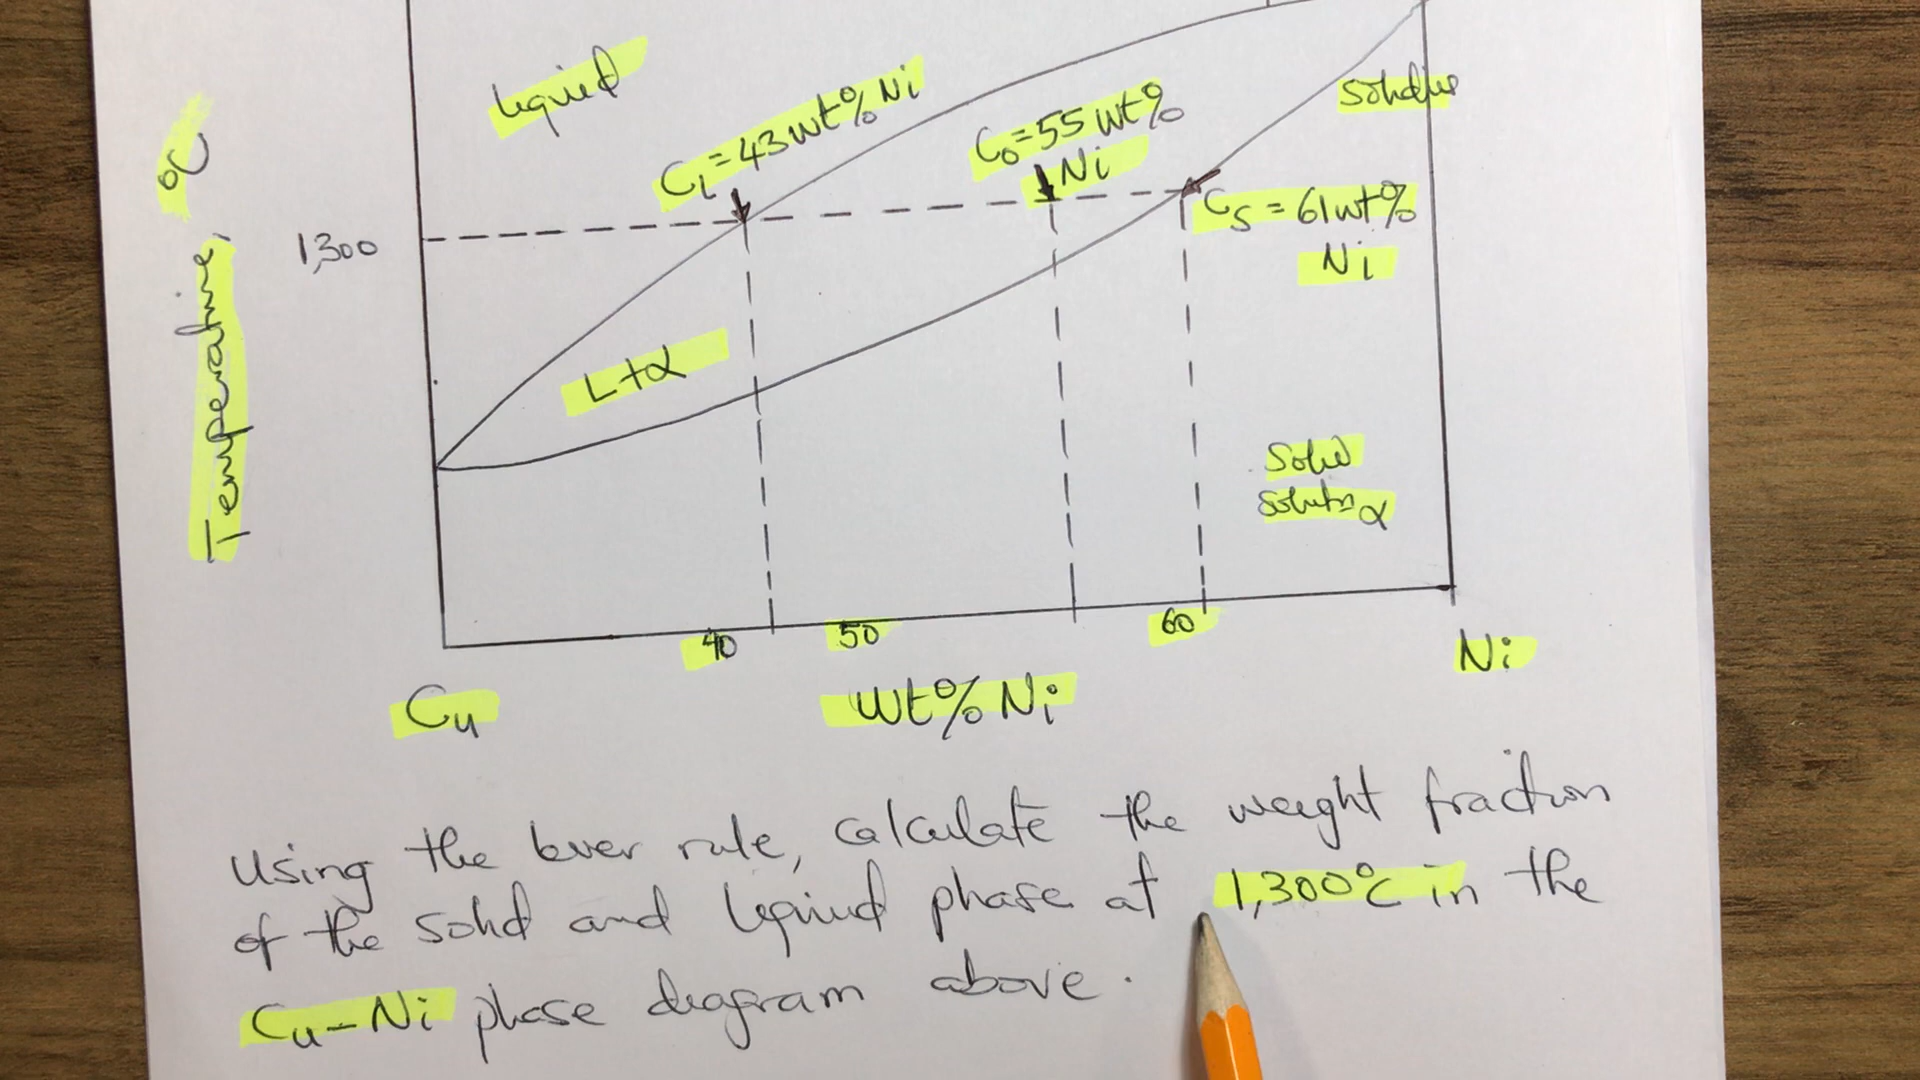 liquid
°C
Temperature,
1,300
CL = 43 wt% Ni
Co = 55 wt%
Ni
solidus
Cs = 61 wt%
Ni
L+α
solid
α
40
50
60
Cu
Wt% Ni
Ni
Using the lever rule, calculate the weight fraction
of the solid and liquid phase at 1,300°C in the
Cu-Ni phase diagram above.